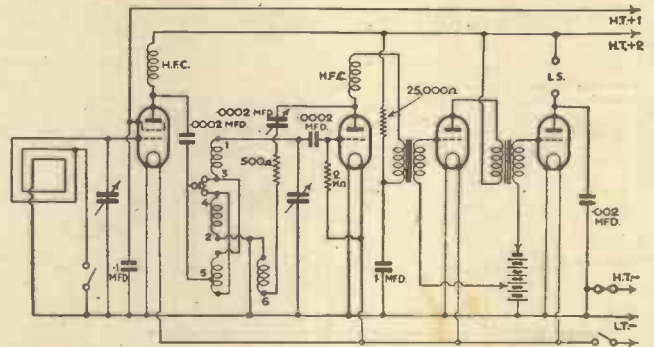 H.T.+1
H.T.+2
H.F.C.
H.F.C.
25,000Ω
L.S.
.0002 MFD.
.0002
MFD.
.0002
MFD.
500Ω
2
MΩ
1
3
4
2
5
6
.1
MFD
1 MFD.
.002
MFD.
H.T.-
L.T.-